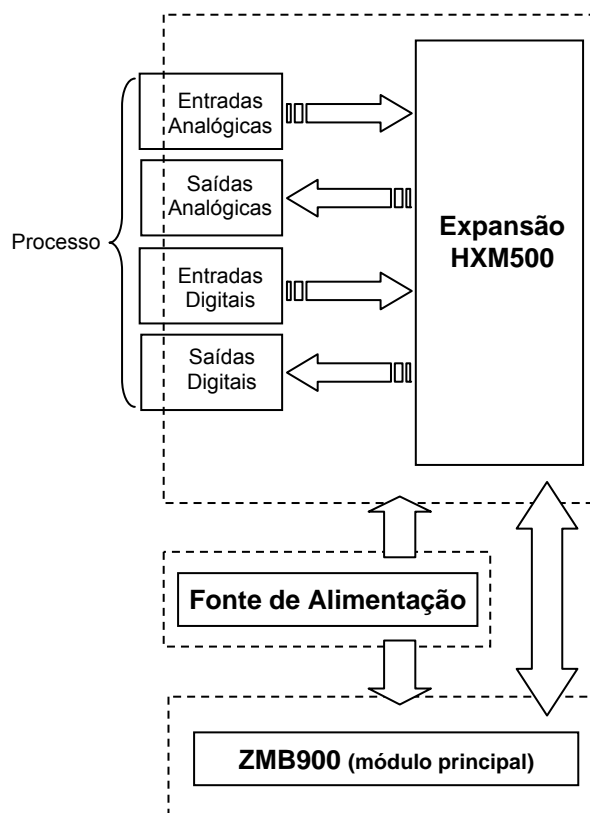 Entradas
Analógicas
Saídas
Analógicas
Processo
Entradas
Digitais
Saídas
Digitais
Expansão
HXM500
Fonte de Alimentação
ZMB900 (módulo principal)